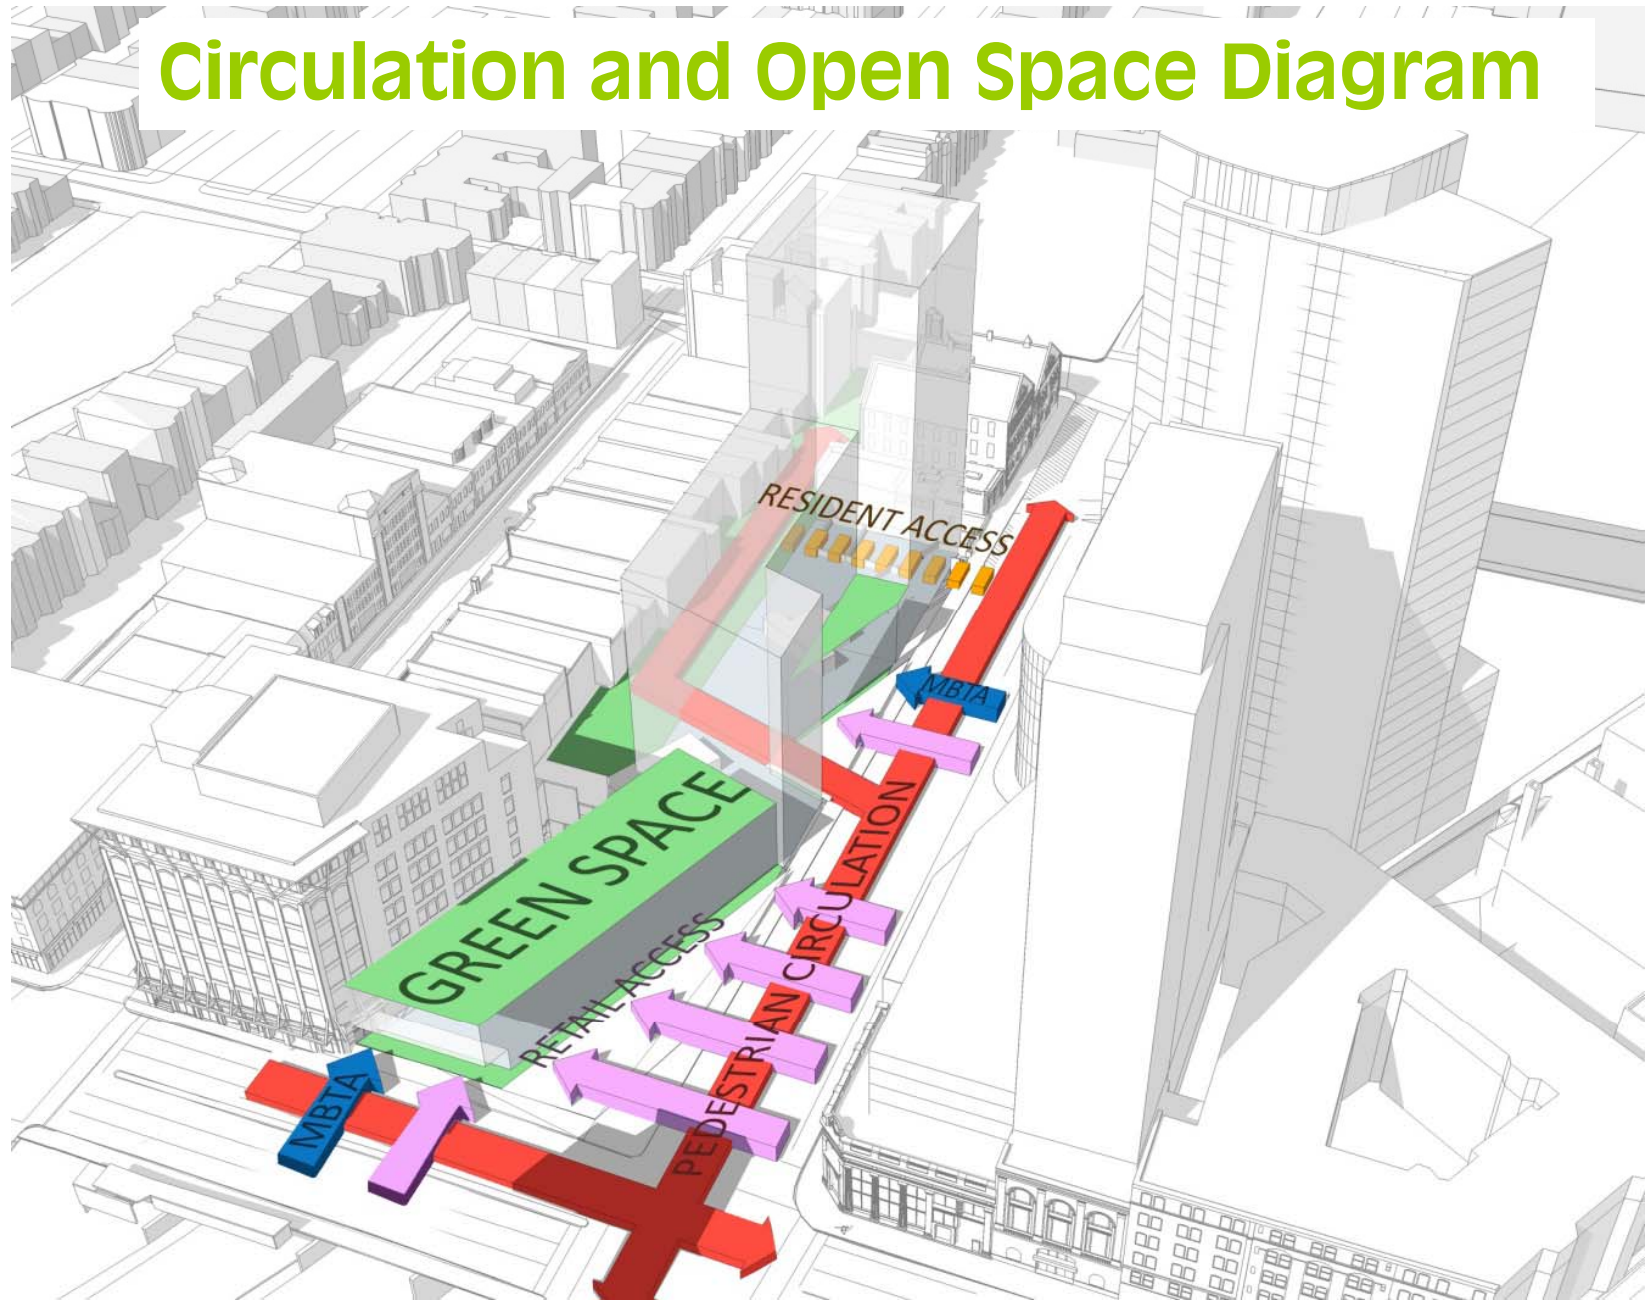 Circulation and Open Space Diagram
RESIDENT ACCESS
MBTA
GREEN SPACE
RETAIL ACCESS
PEDESTRIAN CIRCULATION
MBTA